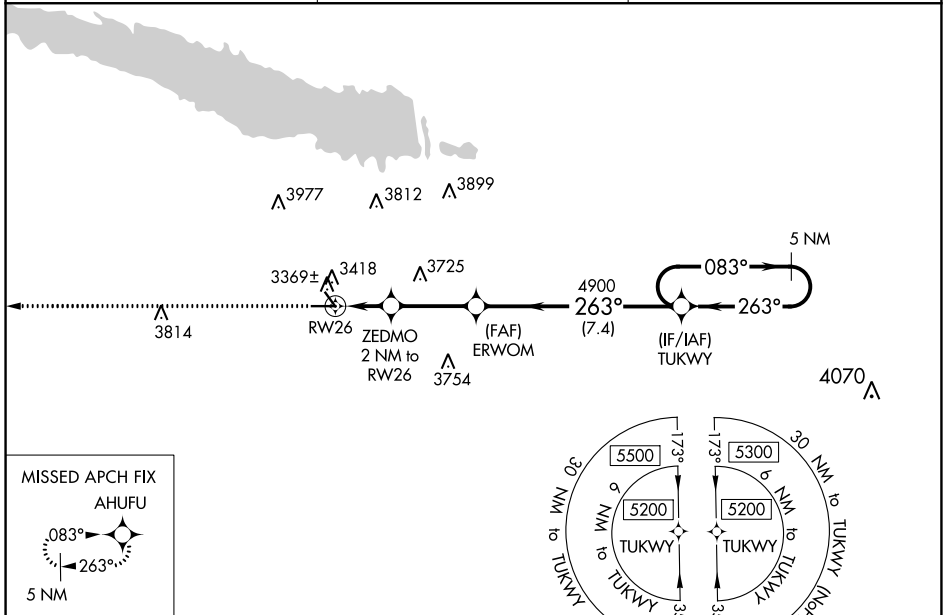 3977
3812
3899
5 NM
083°
3369±
3418
3725
4900
263°
(7.4)
263°
3814
RW26
ZEDMO
2 NM to
RW26
(FAF)
ERWOM
3754
(IF/IAF)
TUKWY
4070
MISSED APCH FIX
AHUFU
083°
263°
5 NM
5500
173°
173°
5300
5200
5200
30 NM to TUKWY
6 NM to TUKWY
TUKWY
TUKWY
6 NM to TUKWY
30 NM to TUKWY